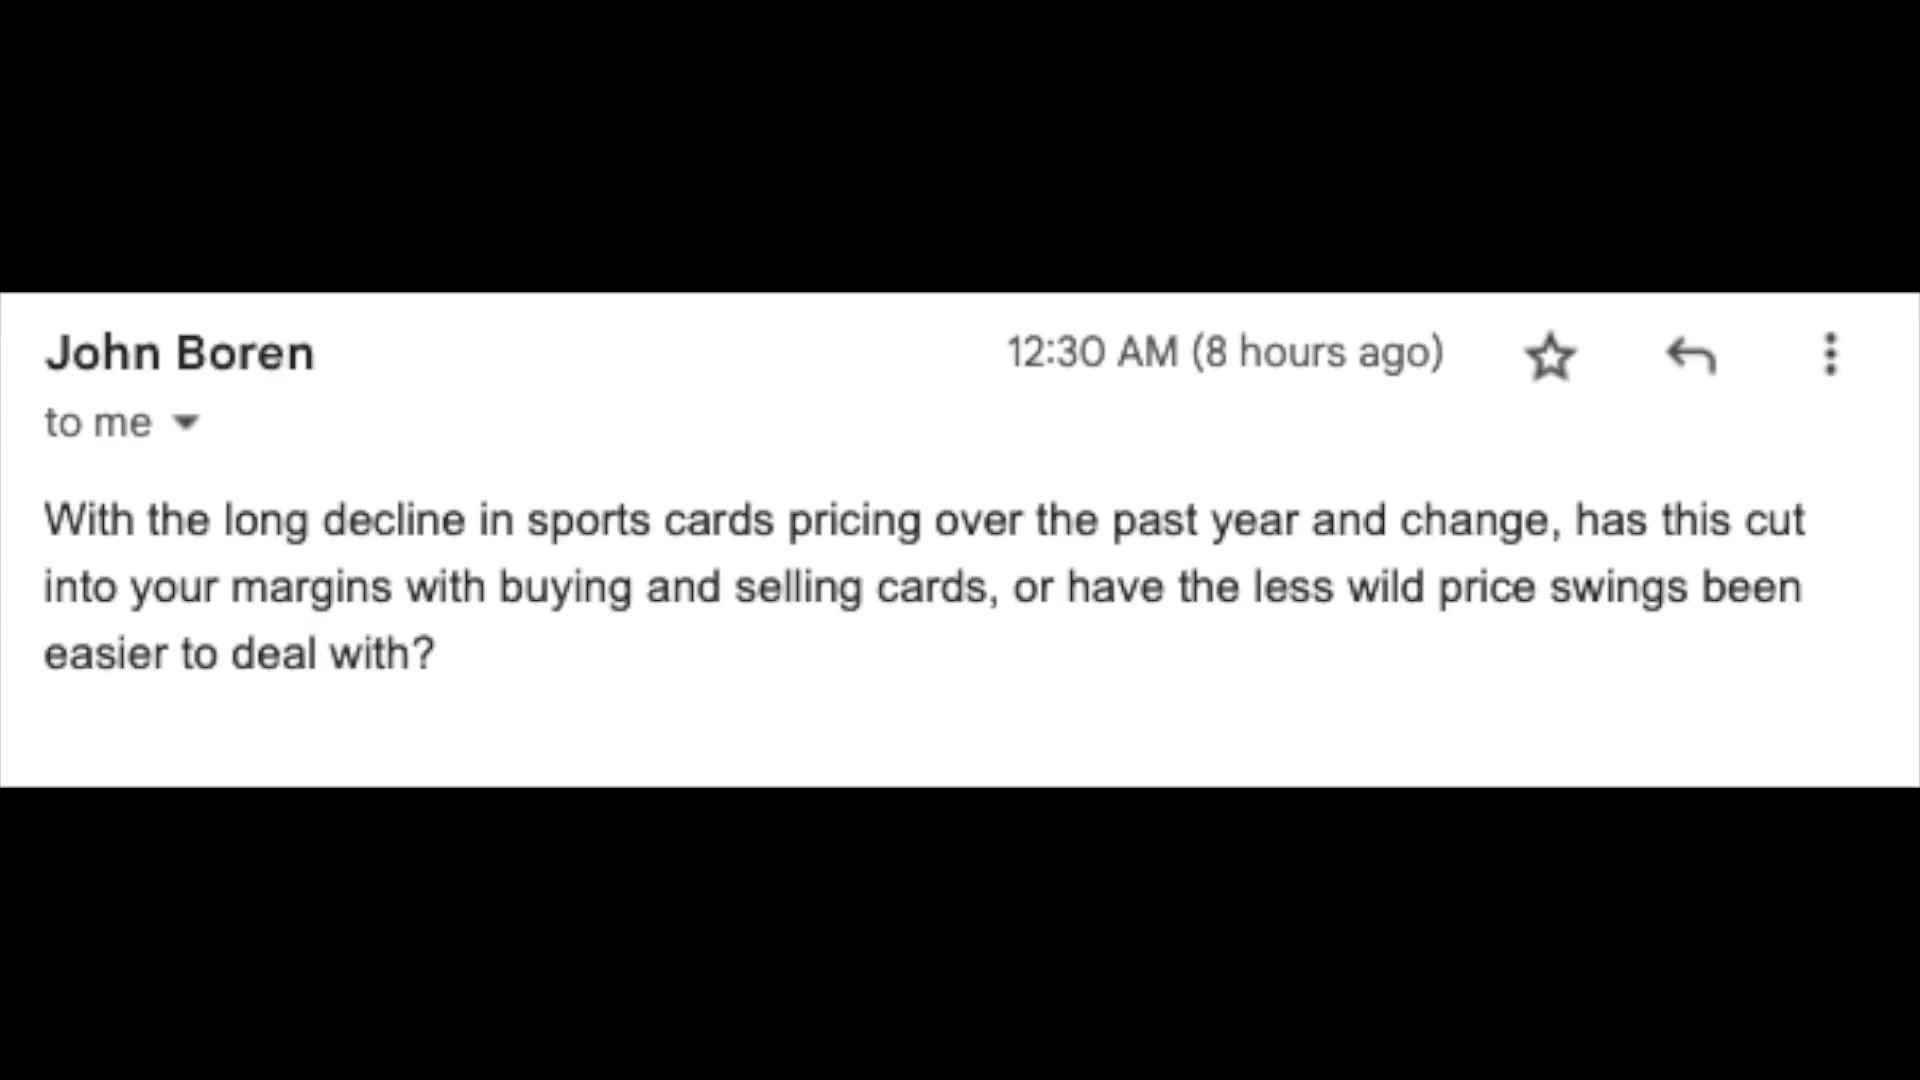 John Boren
12:30 AM (8 hours ago)
to me
With the long decline in sports cards pricing over the past year and change, has this cut
into your margins with buying and selling cards, or have the less wild price swings been
easier to deal with?